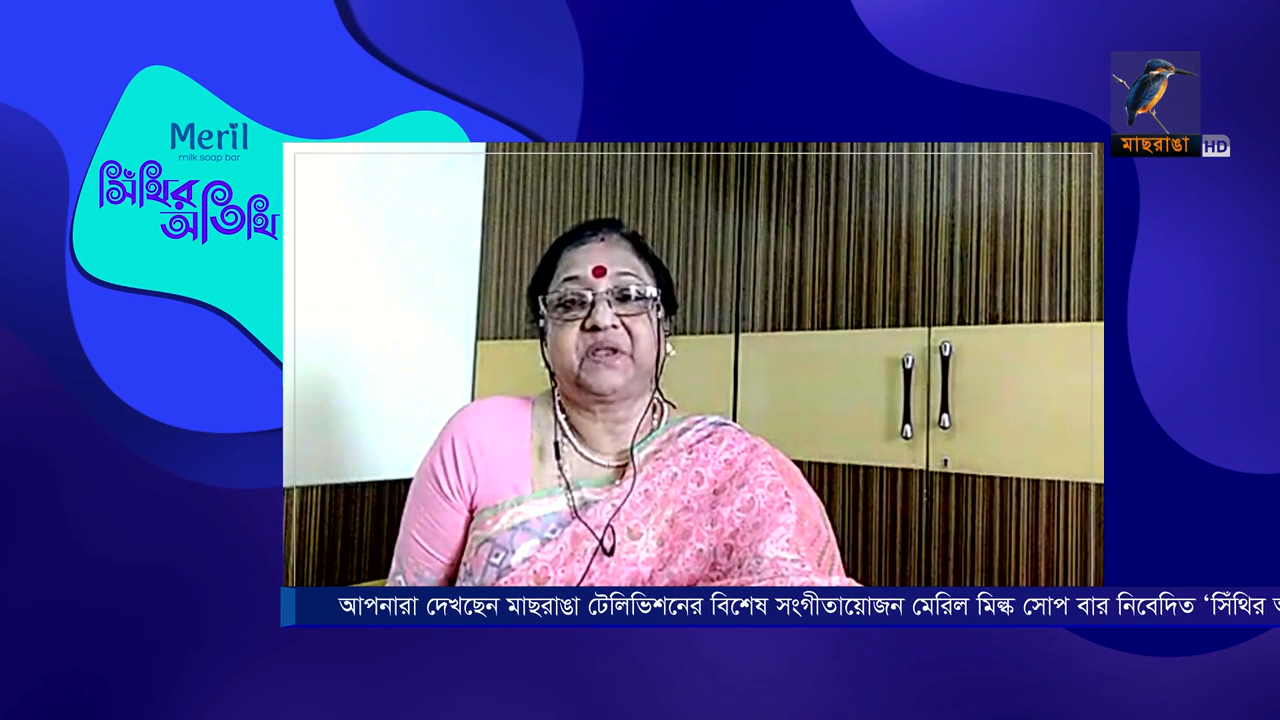 Meril
milk soap bar
সিঁথির
অতিথি
মাছরাঙা HD
আপনারা দেখছেন মাছরাঙা টেলিভিশনের বিশেষ সংগীতায়োজন মেরিল মিল্ক সোপ বার নিবেদিত ‘সিঁথির